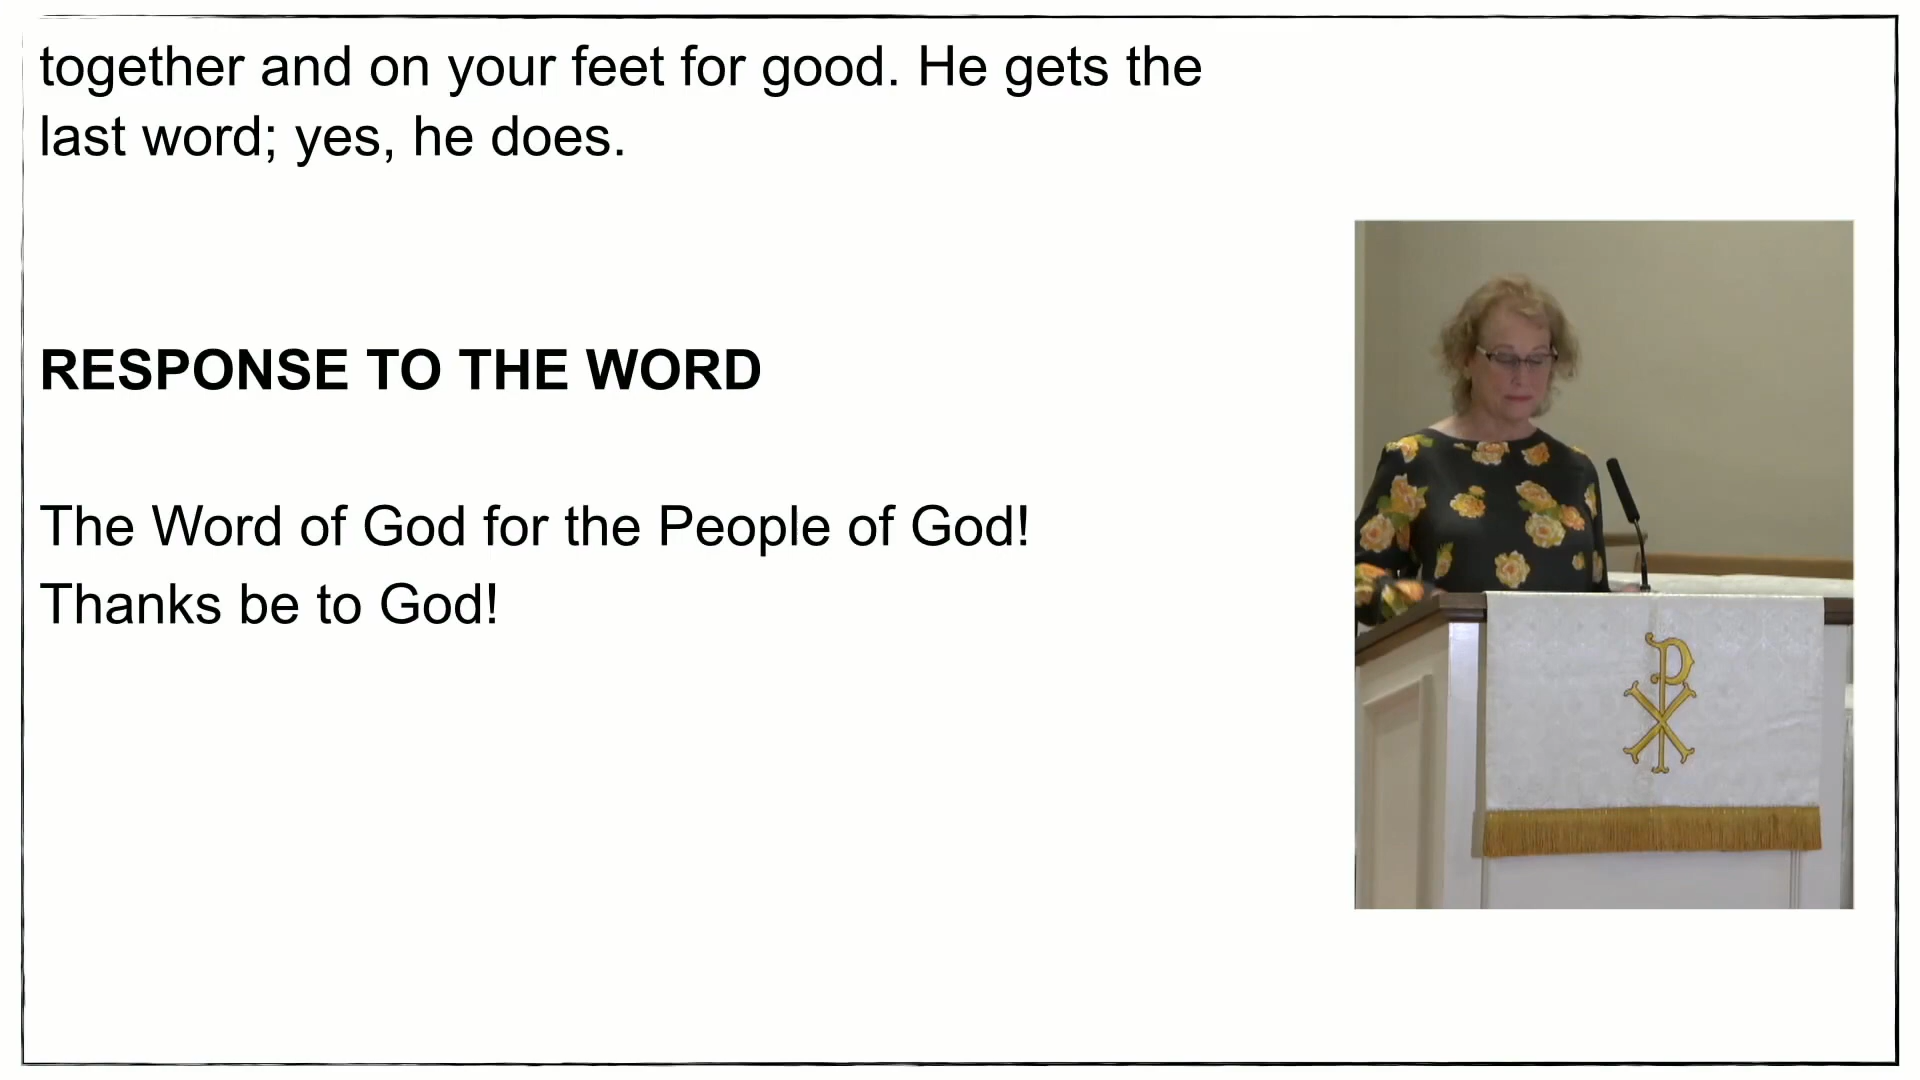 together and on your feet for good. He gets the
last word; yes, he does.
RESPONSE TO THE WORD
The Word of God for the People of God!
Thanks be to God!